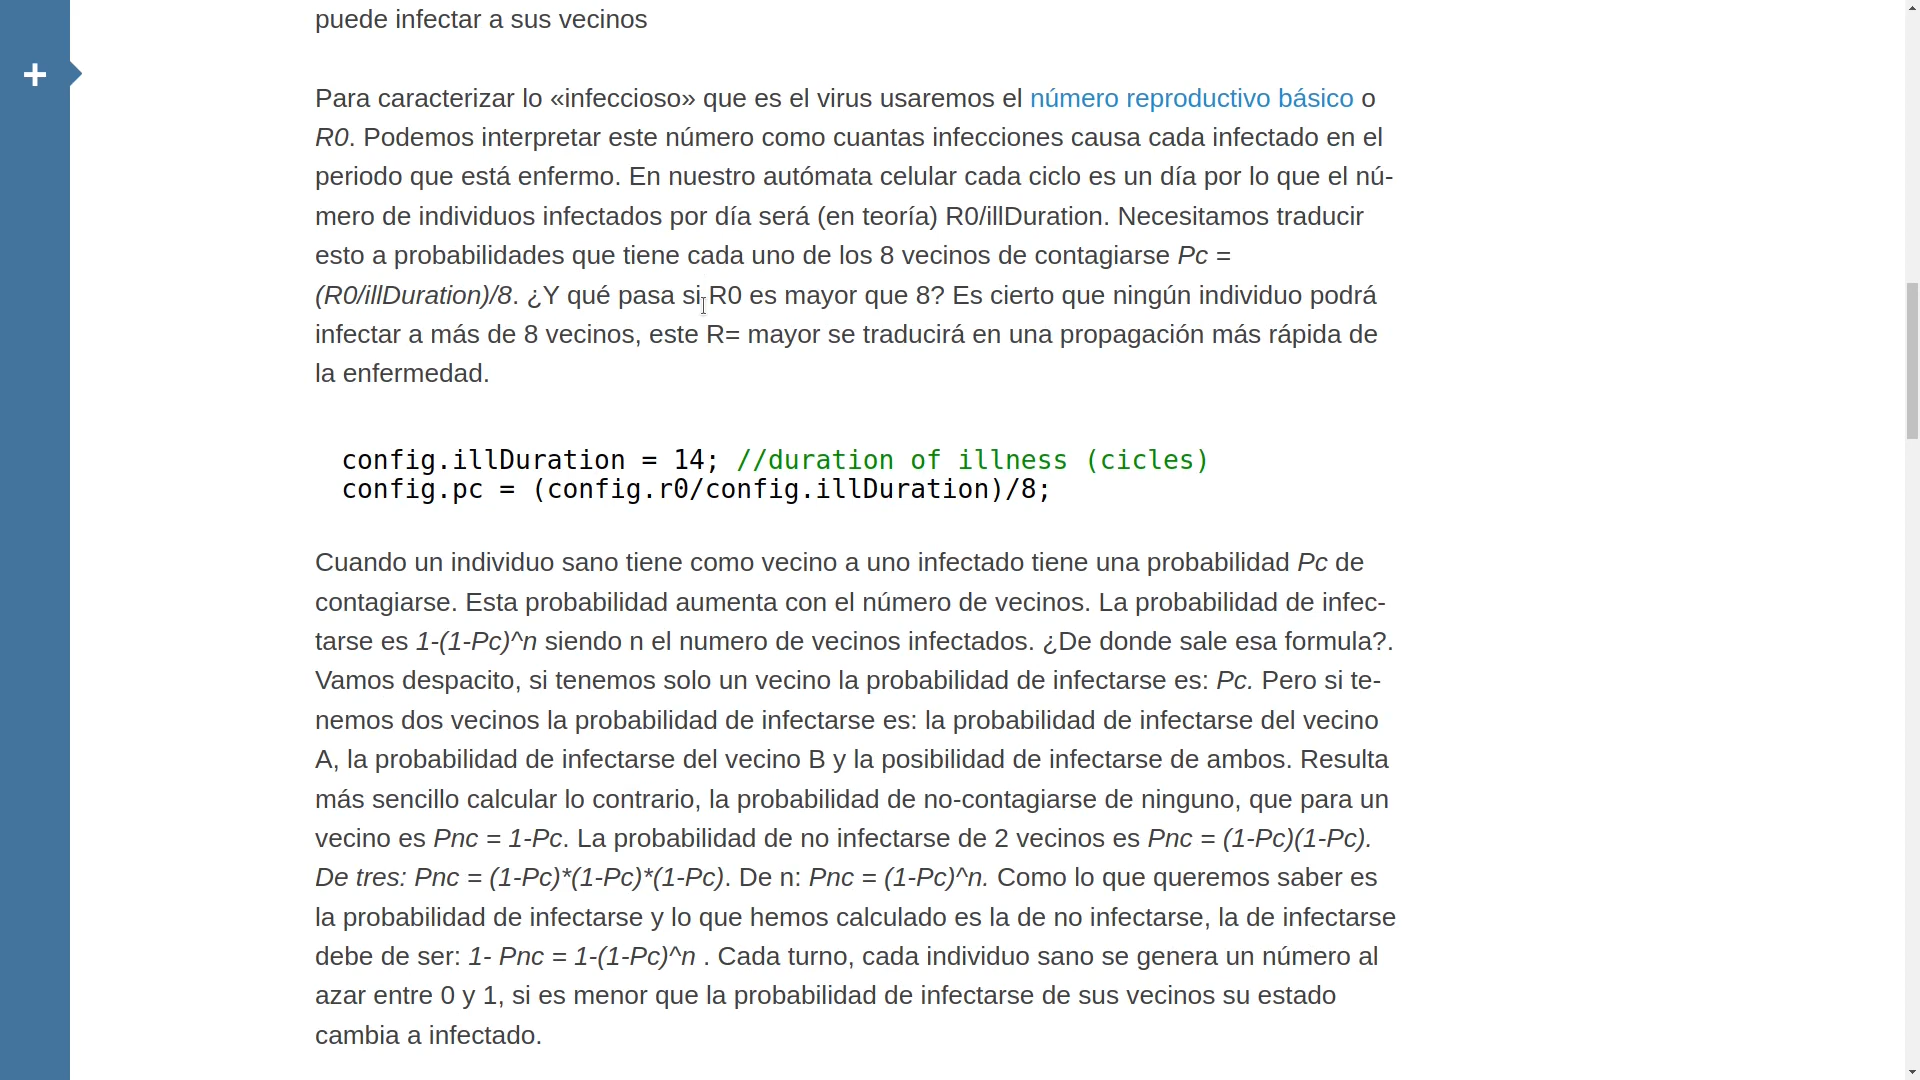 puede infectar a sus vecinos
+
Para caracterizar lo «infeccioso» que es el virus usaremos el número reproductivo básico o
R0. Podemos interpretar este número como cuantas infecciones causa cada infectado en el
periodo que está enfermo. En nuestro autómata celular cada ciclo es un día por lo que el nú-
mero de individuos infectados por día será (en teoría) R0/illDuration. Necesitamos traducir
esto a probabilidades que tiene cada uno de los 8 vecinos de contagiarse Pc =
(R0/illDuration)/8. ¿Y qué pasa si R0 es mayor que 8? Es cierto que ningún individuo podrá
infectar a más de 8 vecinos, este R= mayor se traducirá en una propagación más rápida de
la enfermedad.
config.illDuration = 14; //duration of illness (cicles)
config.pc = (config.r0/config.illDuration)/8;
Cuando un individuo sano tiene como vecino a uno infectado tiene una probabilidad Pc de
contagiarse. Esta probabilidad aumenta con el número de vecinos. La probabilidad de infec-
tarse es 1-(1-Pc)^n siendo n el numero de vecinos infectados. ¿De donde sale esa formula?.
Vamos despacito, si tenemos solo un vecino la probabilidad de infectarse es: Pc. Pero si te-
nemos dos vecinos la probabilidad de infectarse es: la probabilidad de infectarse del vecino
A, la probabilidad de infectarse del vecino B y la posibilidad de infectarse de ambos. Resulta
más sencillo calcular lo contrario, la probabilidad de no-contagiarse de ninguno, que para un
vecino es Pnc = 1-Pc. La probabilidad de no infectarse de 2 vecinos es Pnc = (1-Pc)(1-Pc).
De tres: Pnc = (1-Pc)*(1-Pc)*(1-Pc). De n: Pnc = (1-Pc)^n. Como lo que queremos saber es
la probabilidad de infectarse y lo que hemos calculado es la de no infectarse, la de infectarse
debe de ser: 1- Pnc = 1-(1-Pc)^n . Cada turno, cada individuo sano se genera un número al
azar entre 0 y 1, si es menor que la probabilidad de infectarse de sus vecinos su estado
cambia a infectado.